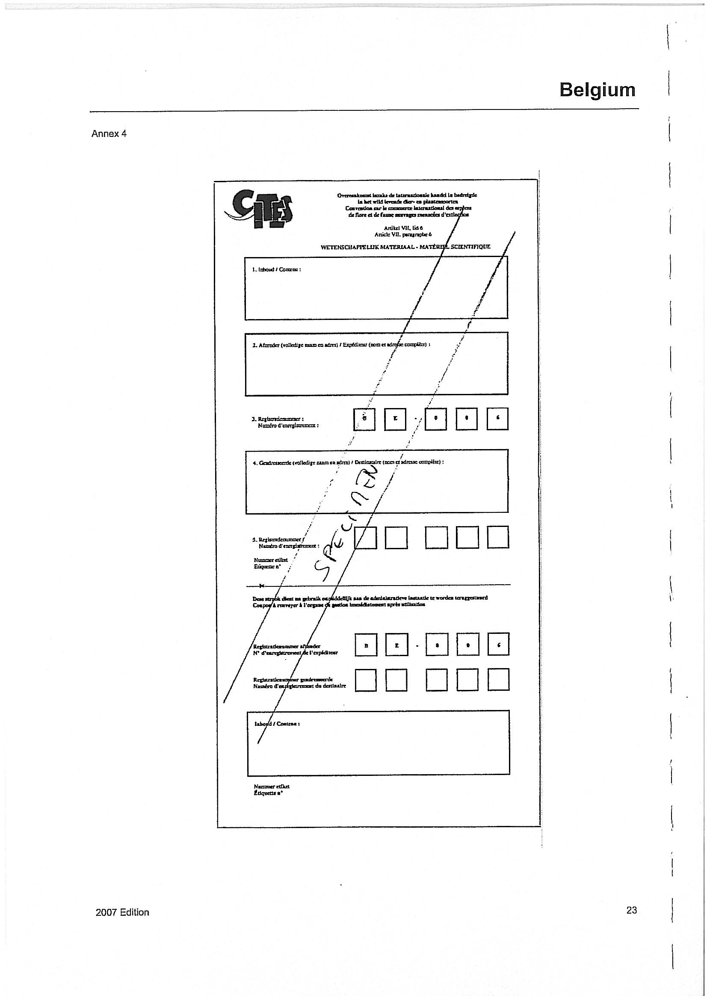 Belgium
Annex 4
CITES
Overeenkomst inzake de internationale handel in bedreigde
in het wild levende dier- en plantensoorten
Convention sur le commerce international des espèces
de flore et de faune sauvages menacées d'extinction
Artikel VII, lid 6
Article VII, paragraphe 6
WETENSCHAPPELIJK MATERIAAL - MATÉRIEL SCIENTIFIQUE
1. Inhoud / Contenu :
2. Afzender (volledige naam en adres) / Expéditeur (nom et adresse complète) :
3. Registratienummer : B E - 0 0 6
Numéro d'enregistrement :
4. Geadresseerde (volledige naam en adres) / Destinataire (nom et adresse complète) :
SPECIMEN
5. Registratienummer :
Numéro d'enregistrement :
Nummer etiket
Etiquette n°
Deze strook dient na gebruik onmiddellijk aan de administratieve instantie te worden teruggestuurd
Coupon à renvoyer à l'organe de gestion immédiatement après utilisation
Registratienummer afzender B E - 0 0 6
N° d'enregistrement de l'expéditeur
Registratienummer geadresseerde
Numéro d'enregistrement du destinaire
Inhoud / Contenu :
Nummer etiket
Étiquette n°
2007 Edition
23